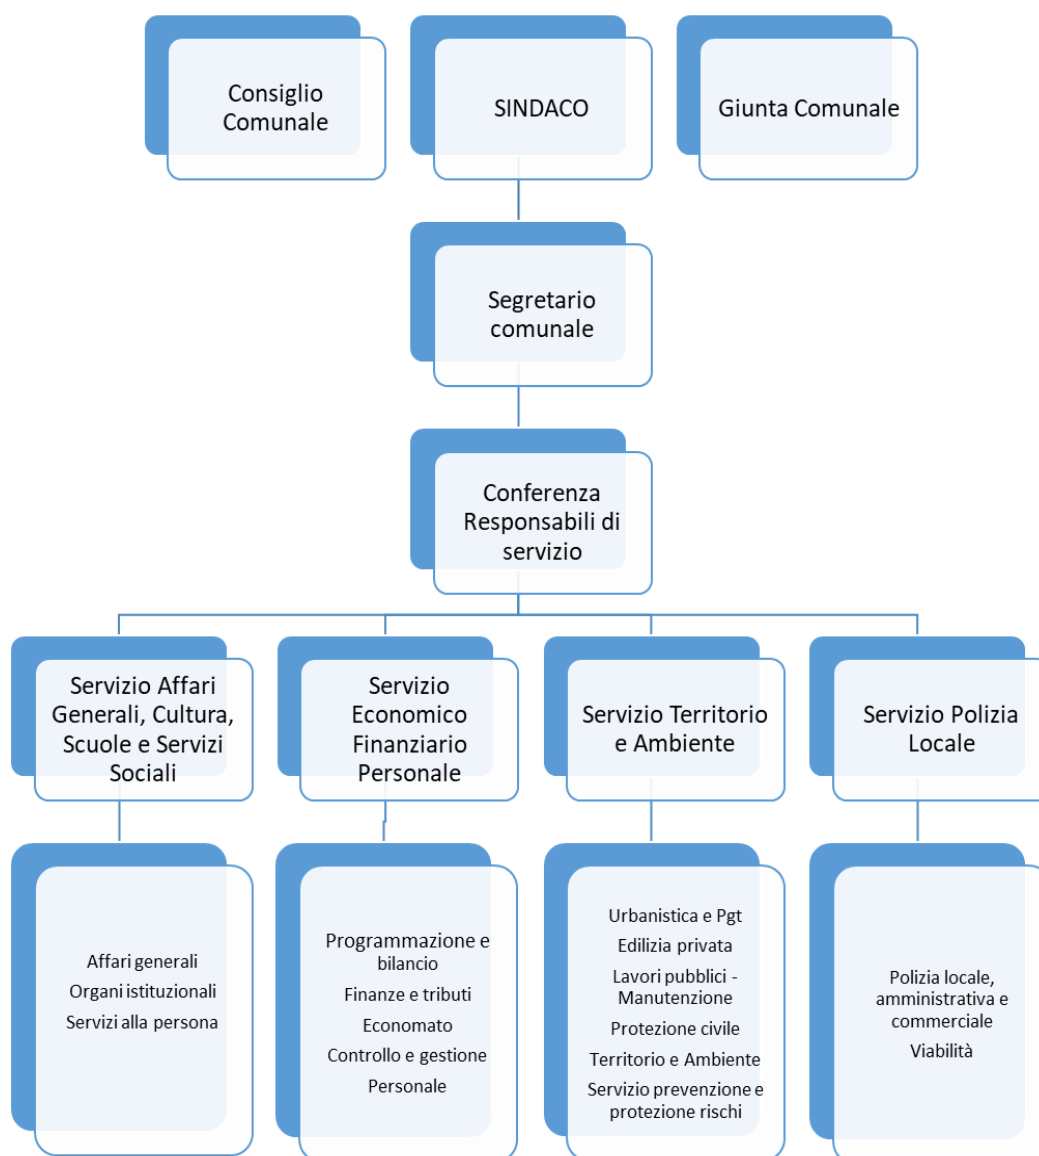 Consiglio
Comunale
SINDACO
Giunta Comunale
Segretario
comunale
Conferenza
Responsabili di
servizio
Servizio Affari
Generali, Cultura,
Scuole e Servizi
Sociali
Servizio
Economico
Finanziario
Personale
Servizio Territorio
e Ambiente
Servizio Polizia
Locale
Affari generali
Organi istituzionali
Servizi alla persona
Programmazione e
bilancio
Finanze e tributi
Economato
Controllo e gestione
Personale
Urbanistica e Pgt
Edilizia privata
Lavori pubblici -
Manutenzione
Protezione civile
Territorio e Ambiente
Servizio prevenzione e
protezione rischi
Polizia locale,
amministrativa e
commerciale
Viabilità